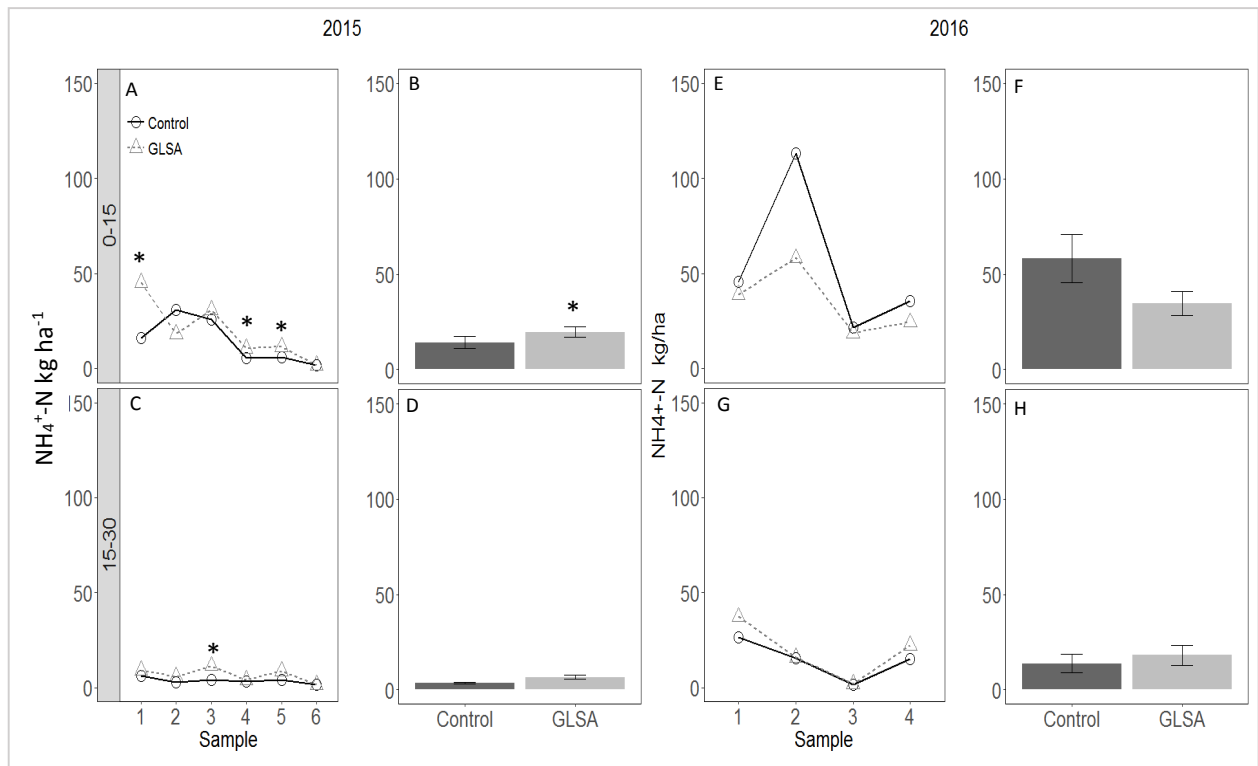 2015 2016
NH₄⁺-N kg ha⁻¹
0-15
A
Control
GLSA
150
100
50
0
*
* *
B
150
100
50
0
*
NH4+-N kg/ha
E
150
100
50
0
F
150
100
50
0
15-30
C
150
100
50
0
*
1 2 3 4 5 6
Sample
D
150
100
50
0
Control GLSA
G
150
100
50
0
1 2 3 4
Sample
H
150
100
50
0
Control GLSA